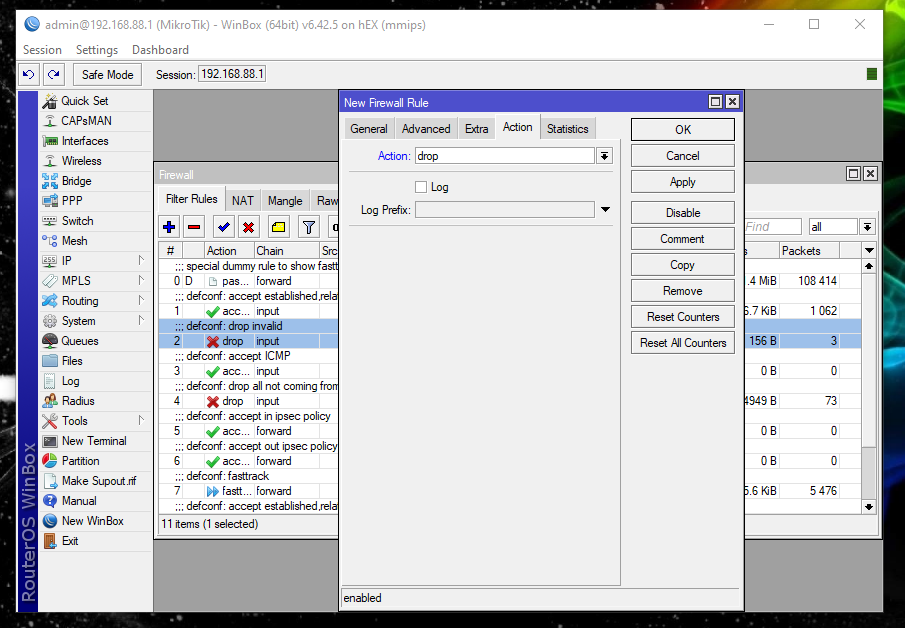 admin@192.168.88.1 (MikroTik) - WinBox (64bit) v6.42.5 on hEX (mmips)
Session Settings Dashboard
Safe Mode Session: 192.168.88.1
RouterOS WinBox
Quick Set
CAPsMAN
Interfaces
Wireless
Bridge
PPP
Switch
Mesh
IP
MPLS
Routing
System
Queues
Files
Log
Radius
Tools
New Terminal
Partition
Make Supout.rif
Manual
New WinBox
Exit
Firewall
Filter Rules NAT Mangle Raw
Find all
# Action Chain Src Packets
;;; special dummy rule to show fastt
0 D pas... forward .4 MiB 108 414
;;; defconf: accept established,rela
1 acc... input 6.7 KiB 1 062
;;; defconf: drop invalid
2 drop input 156 B 3
;;; defconf: accept ICMP
3 acc... input 0 B 0
;;; defconf: drop all not coming from
4 drop input 4949 B 73
;;; defconf: accept in ipsec policy
5 acc... forward 0 B 0
;;; defconf: accept out ipsec policy
6 acc... forward 0 B 0
;;; defconf: fasttrack
7 fastt... forward 5.6 KiB 5 476
;;; defconf: accept established,rela
11 items (1 selected)
New Firewall Rule
General Advanced Extra Action Statistics
Action: drop
Log
Log Prefix:
OK
Cancel
Apply
Disable
Comment
Copy
Remove
Reset Counters
Reset All Counters
enabled